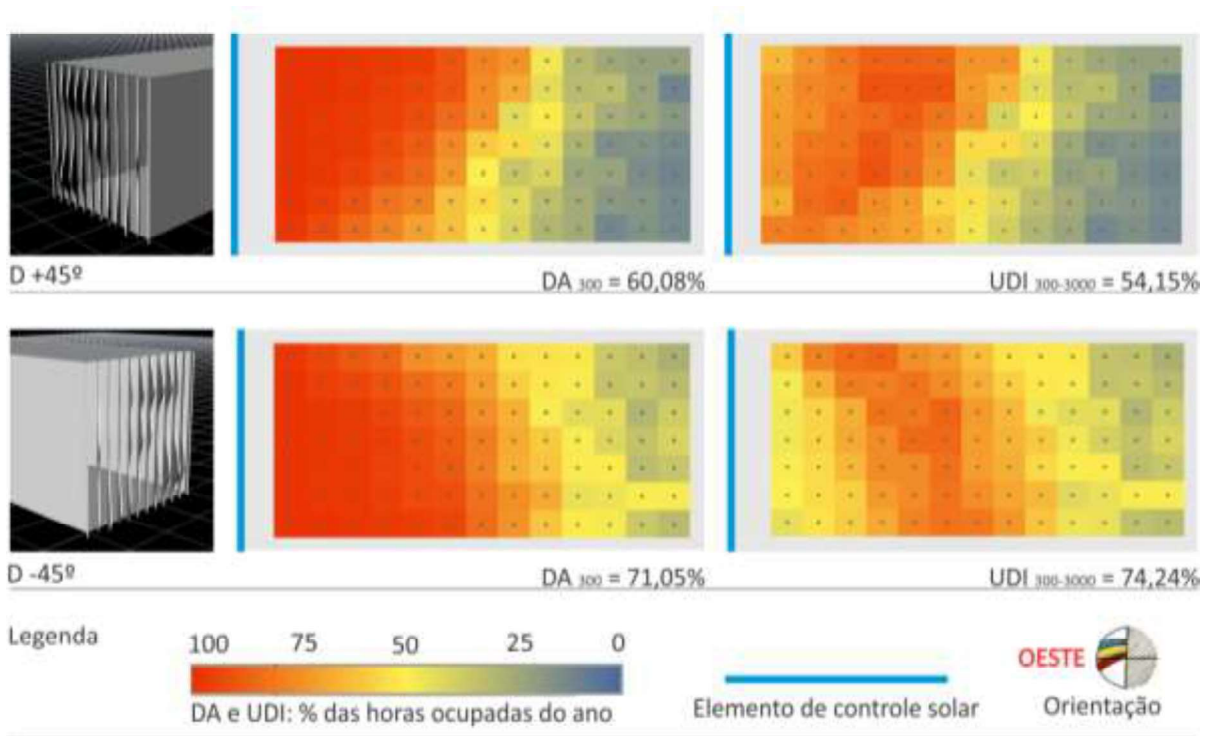 D +45º
DA 300 = 60,08%
UDI 300-3000 = 54,15%
D -45º
DA 300 = 71,05%
UDI 300-3000 = 74,24%
Legenda
100 75 50 25 0
DA e UDI: % das horas ocupadas do ano
Elemento de controle solar
OESTE
Orientação